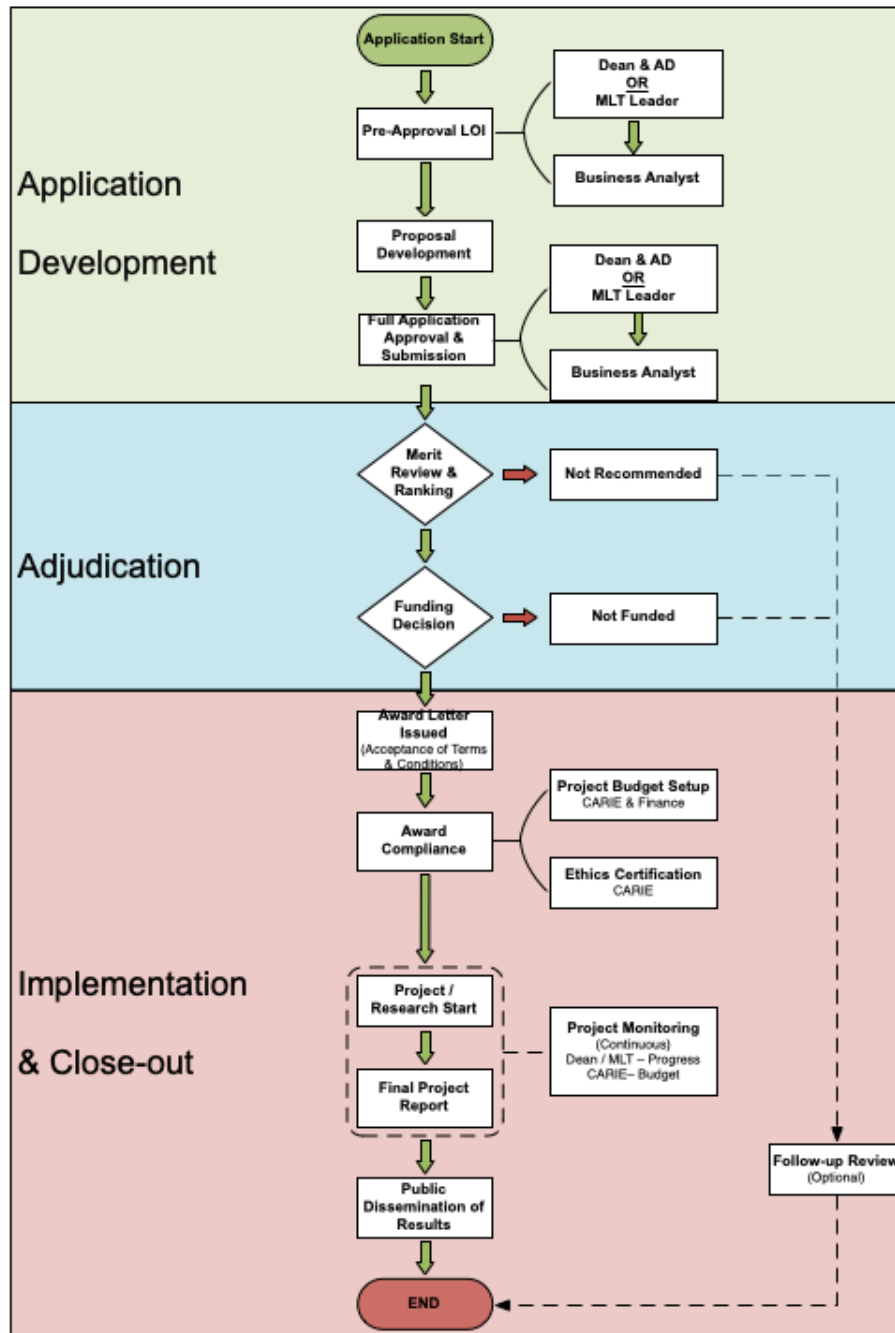 Application Start
Dean & AD
OR
MLT Leader
Pre-Approval LOI
Business Analyst
Application
Development
Proposal
Development
Dean & AD
OR
MLT Leader
Full Application
Approval &
Submission
Business Analyst
Merit
Review &
Ranking
Not Recommended
Adjudication
Funding
Decision
Not Funded
Award Letter
Issued
(Acceptance of Terms
& Conditions)
Project Budget Setup
CARIE & Finance
Award
Compliance
Ethics Certification
CARIE
Implementation
& Close-out
Project /
Research Start
Project Monitoring
(Continuous)
Dean / MLT – Progress
CARIE– Budget
Final Project
Report
Follow-up Review
(Optional)
Public
Dissemination of
Results
END